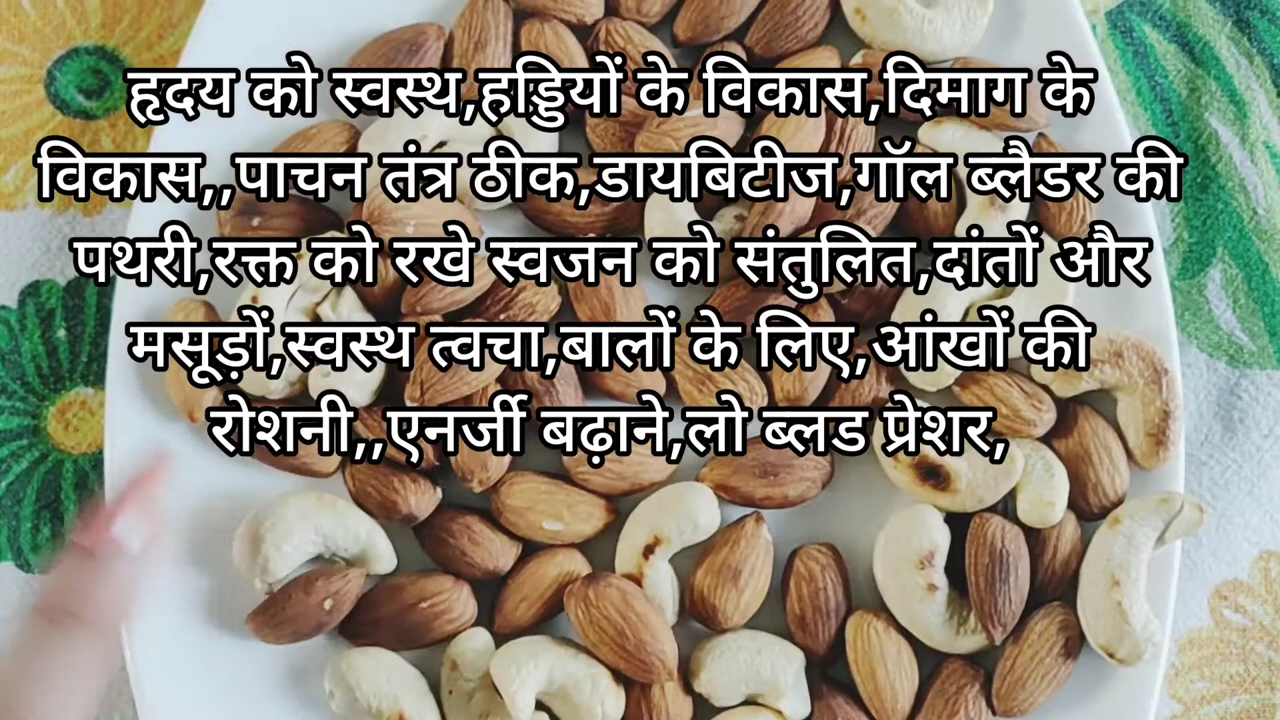 हृदय को स्वस्थ,हड्डियों के विकास,दिमाग के
विकास,,पाचन तंत्र ठीक,डायबिटीज,गॉल ब्लैडर की
पथरी,रक्त को रखे स्वजन को संतुलित,दांतों और
मसूड़ों,स्वस्थ त्वचा,बालों के लिए,आंखों की
रोशनी,,एनर्जी बढ़ाने,लो ब्लड प्रेशर,